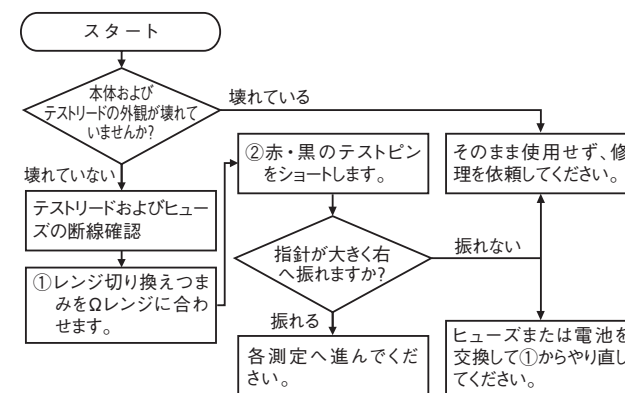 スタート
本体および
テストリードの外観が壊れて
いませんか?
壊れている
壊れていない
テストリードおよびヒュー
ズの断線確認
①レンジ切り換えつま
みをΩレンジに合わ
せます。
②赤・黒のテストピン
をショートします。
指針が大きく右
へ振れますか?
振れない
振れる
各測定へ進んでくだ
さい。
そのまま使用せず、修
理を依頼してください。
ヒューズまたは電池を
交換して①からやり直し
てください。